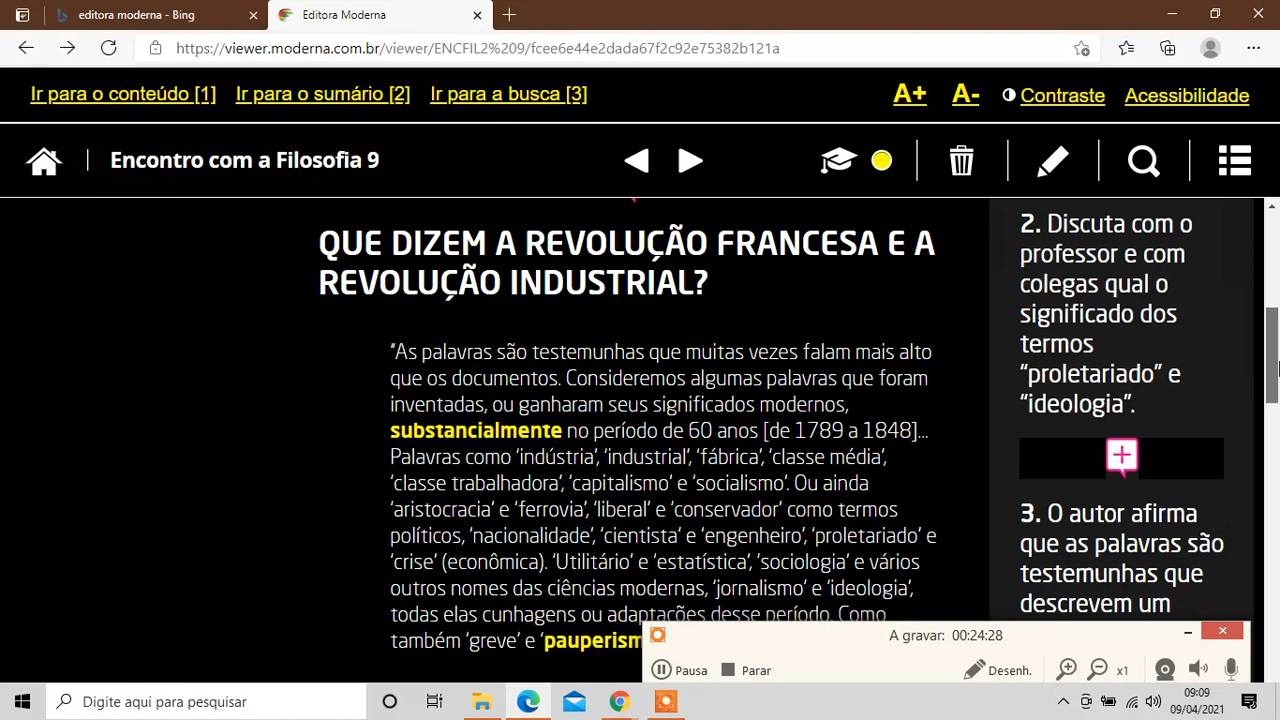 editora moderna - Bing
Editora Moderna
https://viewer.moderna.com.br/viewer/ENCFIL2%209/fcee6e44e2dada67f2c92e75382b121a
Ir para o conteúdo [1] Ir para o sumário [2] Ir para a busca [3]
A+ A- Contraste Acessibilidade
Encontro com a Filosofia 9
QUE DIZEM A REVOLUÇÃO FRANCESA E A
REVOLUÇÃO INDUSTRIAL?
"As palavras são testemunhas que muitas vezes falam mais alto
que os documentos. Consideremos algumas palavras que foram
inventadas, ou ganharam seus significados modernos,
substancialmente no período de 60 anos [de 1789 a 1848]...
Palavras como 'indústria', 'industrial', 'fábrica', 'classe média',
'classe trabalhadora', 'capitalismo' e 'socialismo'. Ou ainda
'aristocracia' e 'ferrovia', 'liberal' e 'conservador' como termos
políticos, 'nacionalidade', 'cientista' e 'engenheiro', 'proletariado' e
'crise' (econômica). 'Utilitário' e 'estatística', 'sociologia' e vários
outros nomes das ciências modernas, 'jornalismo' e 'ideologia',
todas elas cunhagens ou adaptações desse período. Como
também 'greve' e 'pauperism
2. Discuta com o
professor e com
colegas qual o
significado dos
termos
"proletariado" e
"ideologia".
3. O autor afirma
que as palavras são
testemunhas que
descrevem um
A gravar: 00:24:28
Pausa Parar Desenh. x1
Digite aqui para pesquisar
09:09
09/04/2021